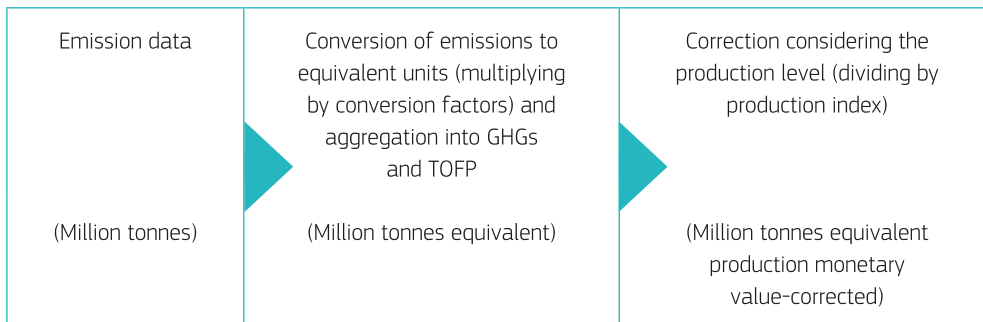 Emission data
(Million tonnes)
Conversion of emissions to
equivalent units (multiplying
by conversion factors) and
aggregation into GHGs
and TOFP
(Million tonnes equivalent)
Correction considering the
production level (dividing by
production index)
(Million tonnes equivalent
production monetary
value-corrected)